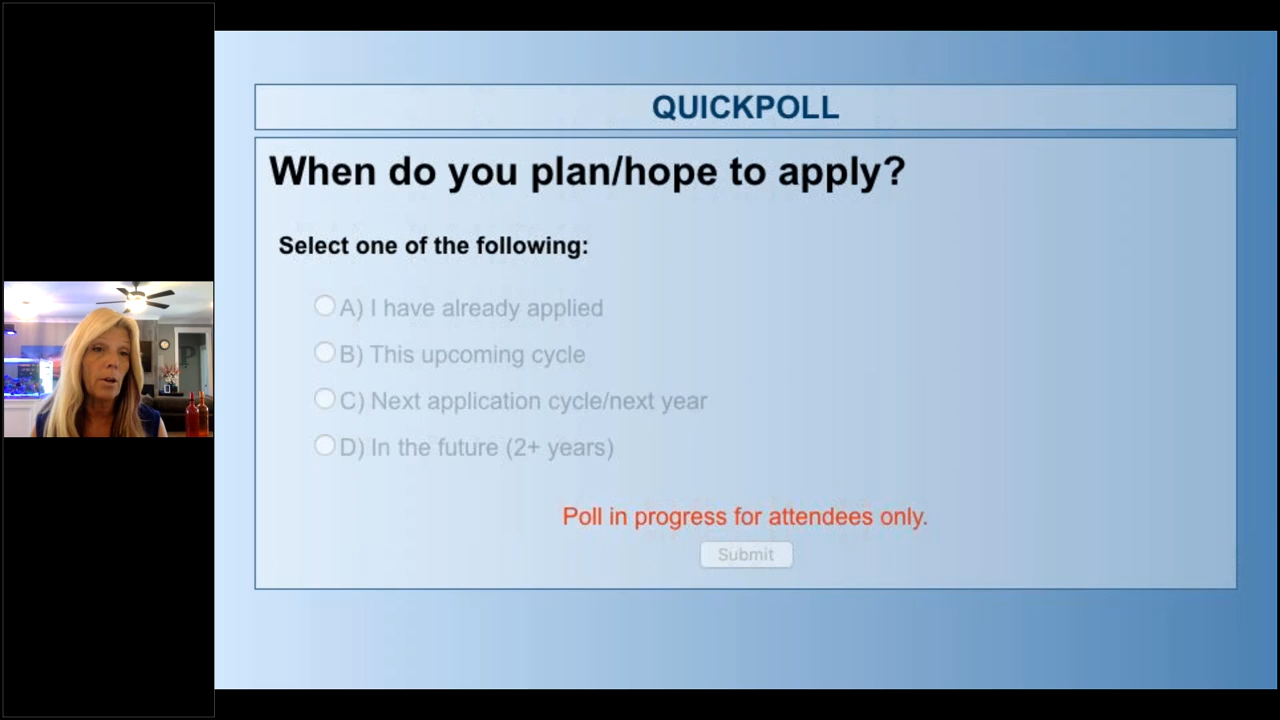 QUICKPOLL
When do you plan/hope to apply?
Select one of the following:
A) I have already applied
B) This upcoming cycle
C) Next application cycle/next year
D) In the future (2+ years)
Poll in progress for attendees only.
Submit